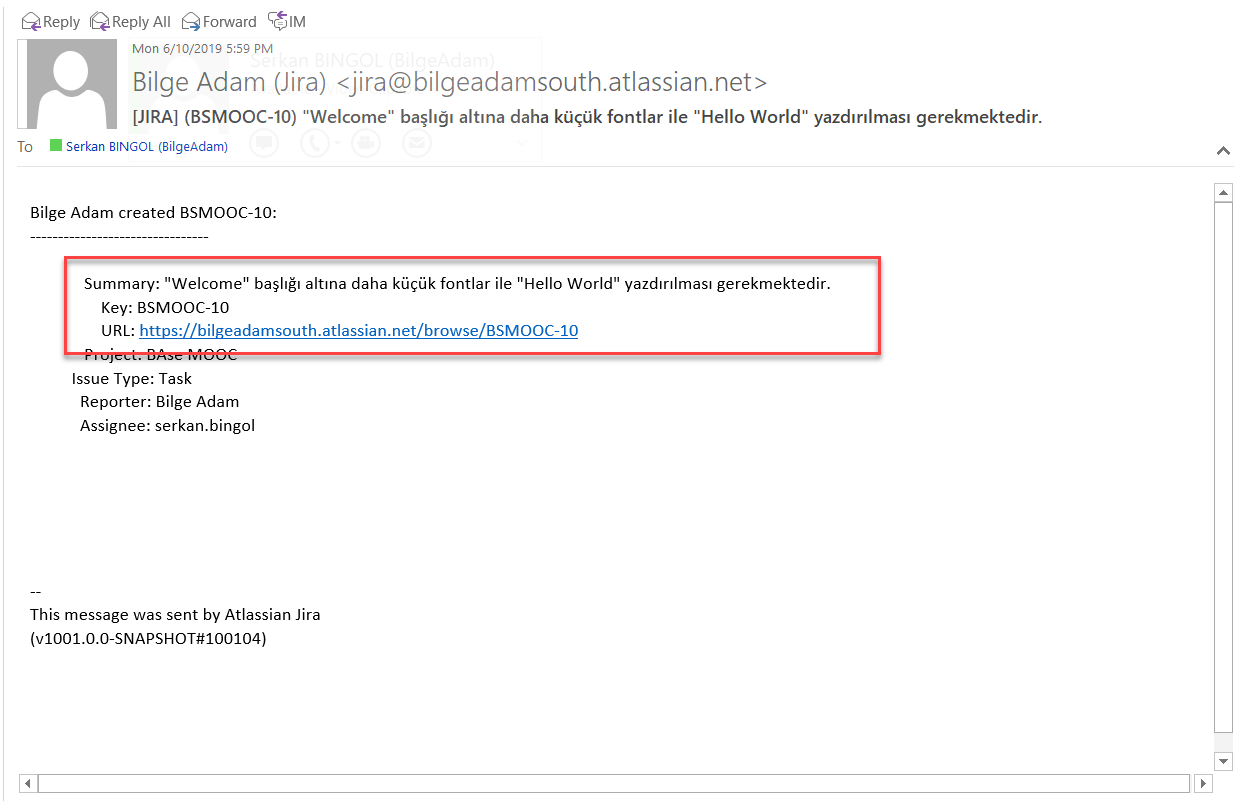 Reply Reply All Forward IM
Mon 6/10/2019 5:59 PM
Serkan BINGOL (BilgeAdam)
Bilge Adam (Jira) <jira@bilgeadamsouth.atlassian.net>
[JIRA] (BSMOOC-10) "Welcome" başlığı altına daha küçük fontlar ile "Hello World" yazdırılması gerekmektedir.
To Serkan BINGOL (BilgeAdam)
Bilge Adam created BSMOOC-10:
--------------------------------
Summary: "Welcome" başlığı altına daha küçük fontlar ile "Hello World" yazdırılması gerekmektedir.
Key: BSMOOC-10
URL: https://bilgeadamsouth.atlassian.net/browse/BSMOOC-10
Project: BAse MOOC
Issue Type: Task
Reporter: Bilge Adam
Assignee: serkan.bingol
--
This message was sent by Atlassian Jira
(v1001.0.0-SNAPSHOT#100104)